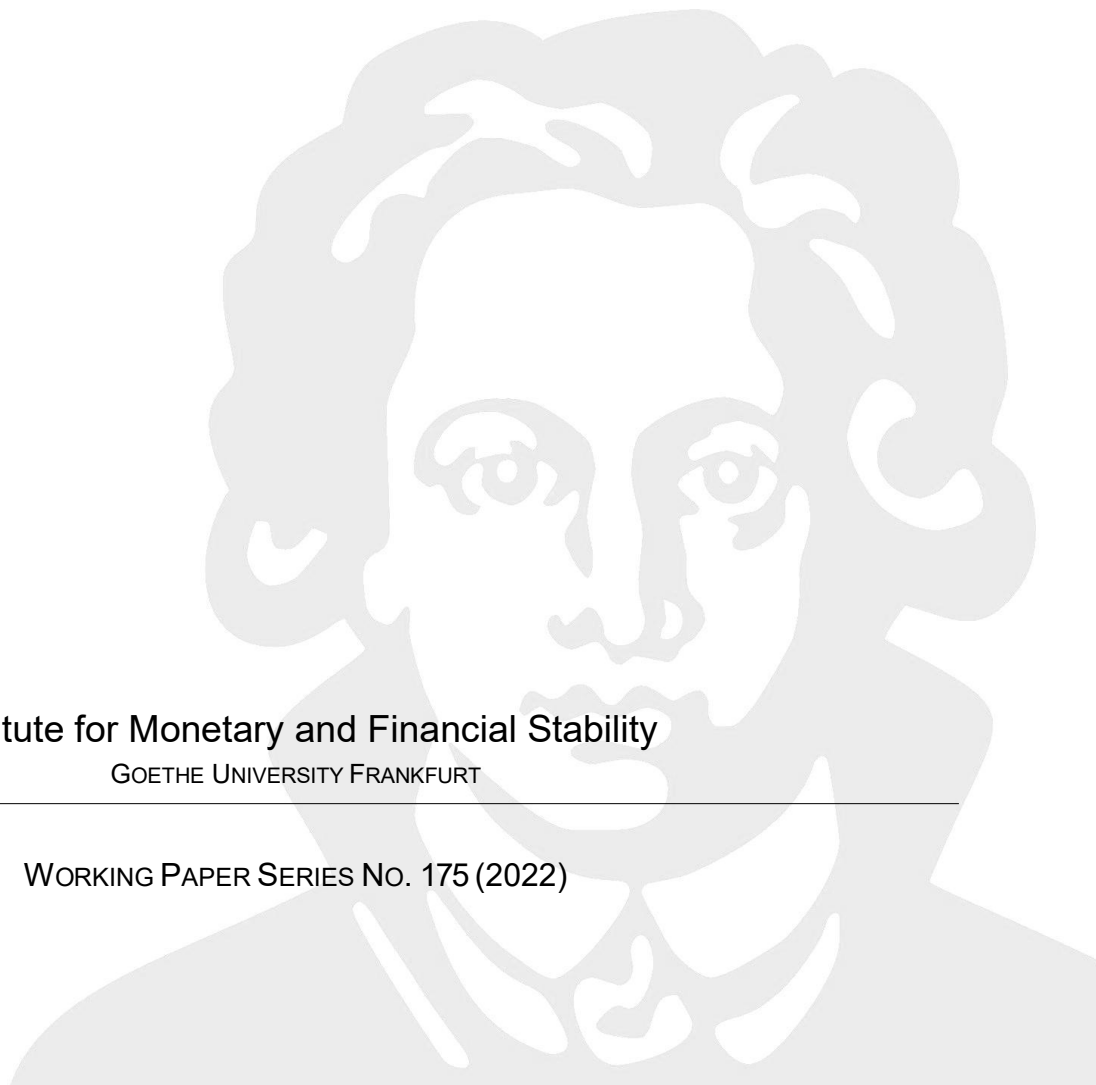 tute for Monetary and Financial Stability
GOETHE UNIVERSITY FRANKFURT
WORKING PAPER SERIES NO. 175 (2022)